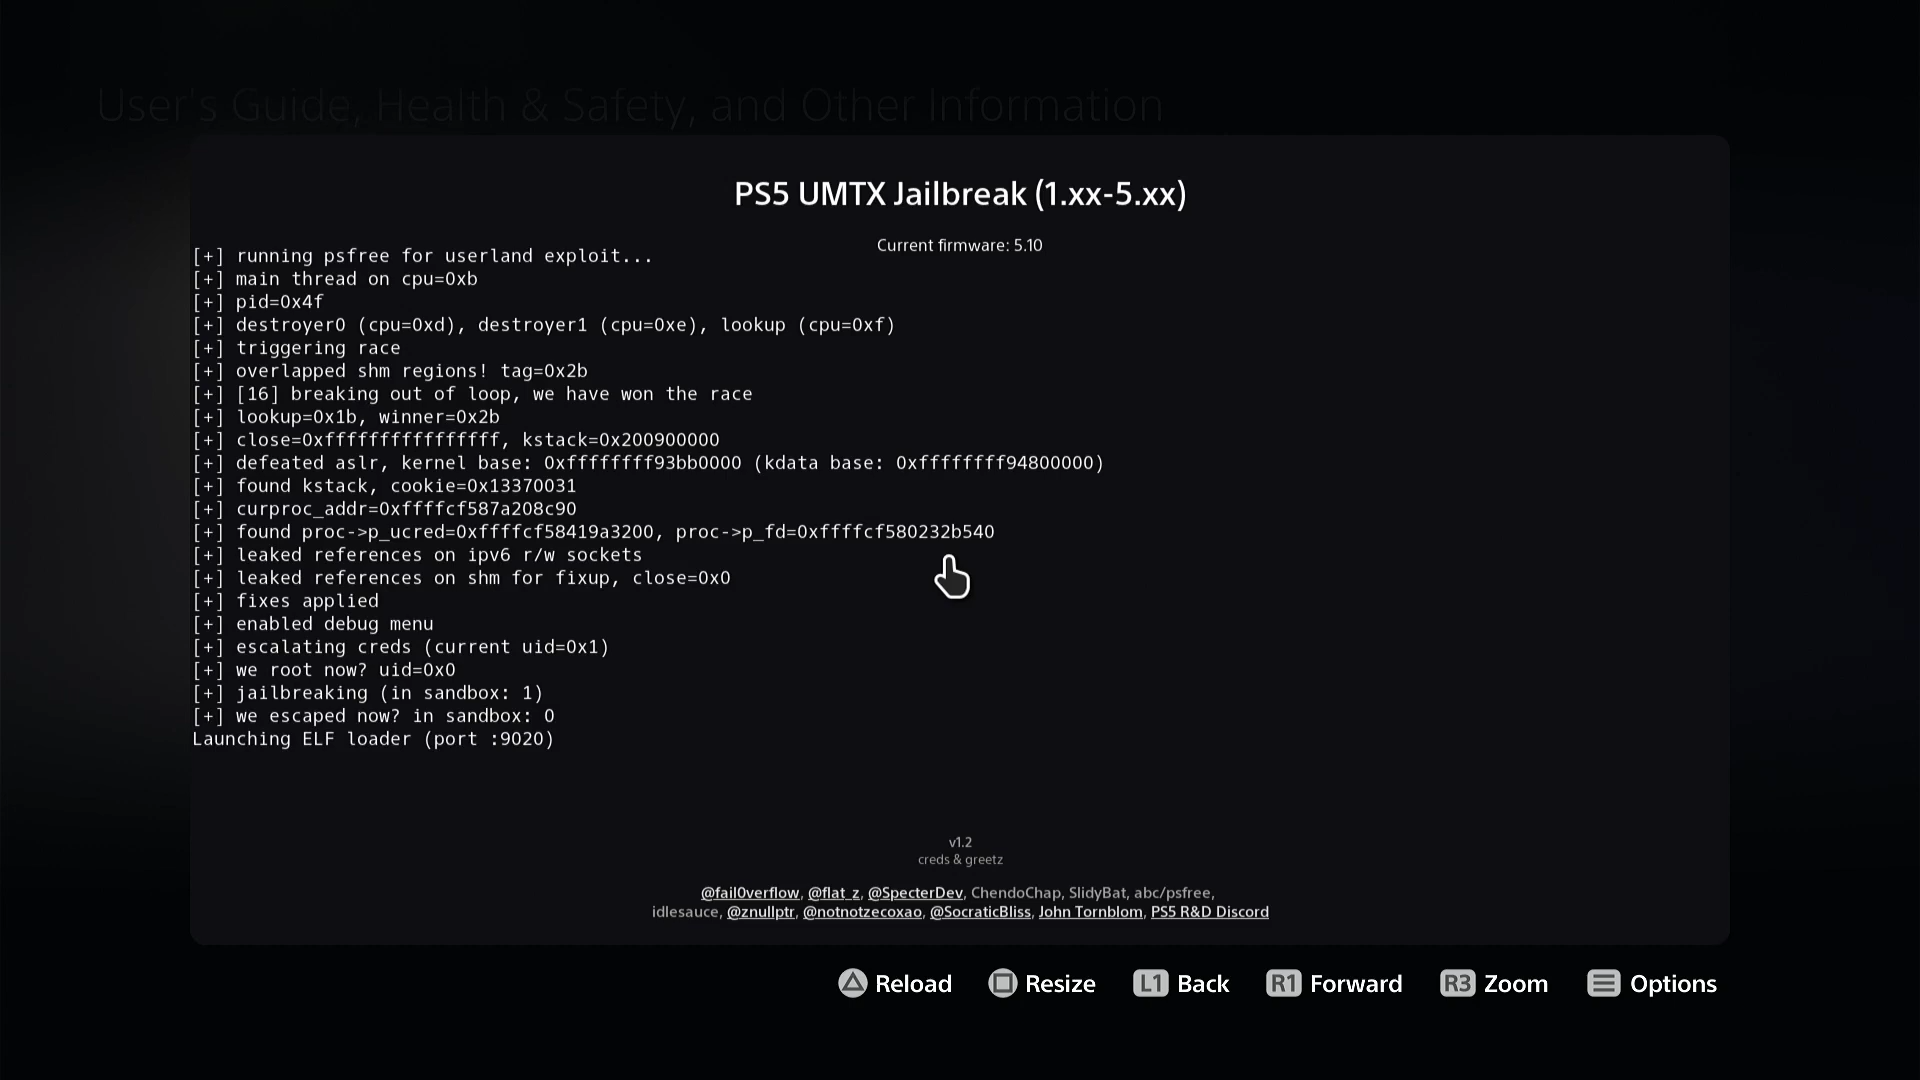 User's Guide, Health & Safety, and Other Information
PS5 UMTX Jailbreak (1.xx-5.xx)
Current firmware: 5.10
[+] running psfree for userland exploit...
[+] main thread on cpu=0xb
[+] pid=0x4f
[+] destroyer0 (cpu=0xd), destroyer1 (cpu=0xe), lookup (cpu=0xf)
[+] triggering race
[+] overlapped shm regions! tag=0x2b
[+] [16] breaking out of loop, we have won the race
[+] lookup=0x1b, winner=0x2b
[+] close=0xffffffffffffffff, kstack=0x200900000
[+] defeated aslr, kernel base: 0xffffffff93bb0000 (kdata base: 0xffffffff94800000)
[+] found kstack, cookie=0x13370031
[+] curproc_addr=0xffffcf587a208c90
[+] found proc->p_ucred=0xffffcf58419a3200, proc->p_fd=0xffffcf580232b540
[+] leaked references on ipv6 r/w sockets
[+] leaked references on shm for fixup, close=0x0
[+] fixes applied
[+] enabled debug menu
[+] escalating creds (current uid=0x1)
[+] we root now? uid=0x0
[+] jailbreaking (in sandbox: 1)
[+] we escaped now? in sandbox: 0
Launching ELF loader (port :9020)
v1.2
creds & greetz
@fail0verflow, @flat_z, @SpecterDev, ChendoChap, SlidyBat, abc/psfree,
idlesauce, @znullptr, @notnotzecoxao, @SocraticBliss, John Tornblom, PS5 R&D Discord
Reload Resize L1 Back R1 Forward R3 Zoom Options